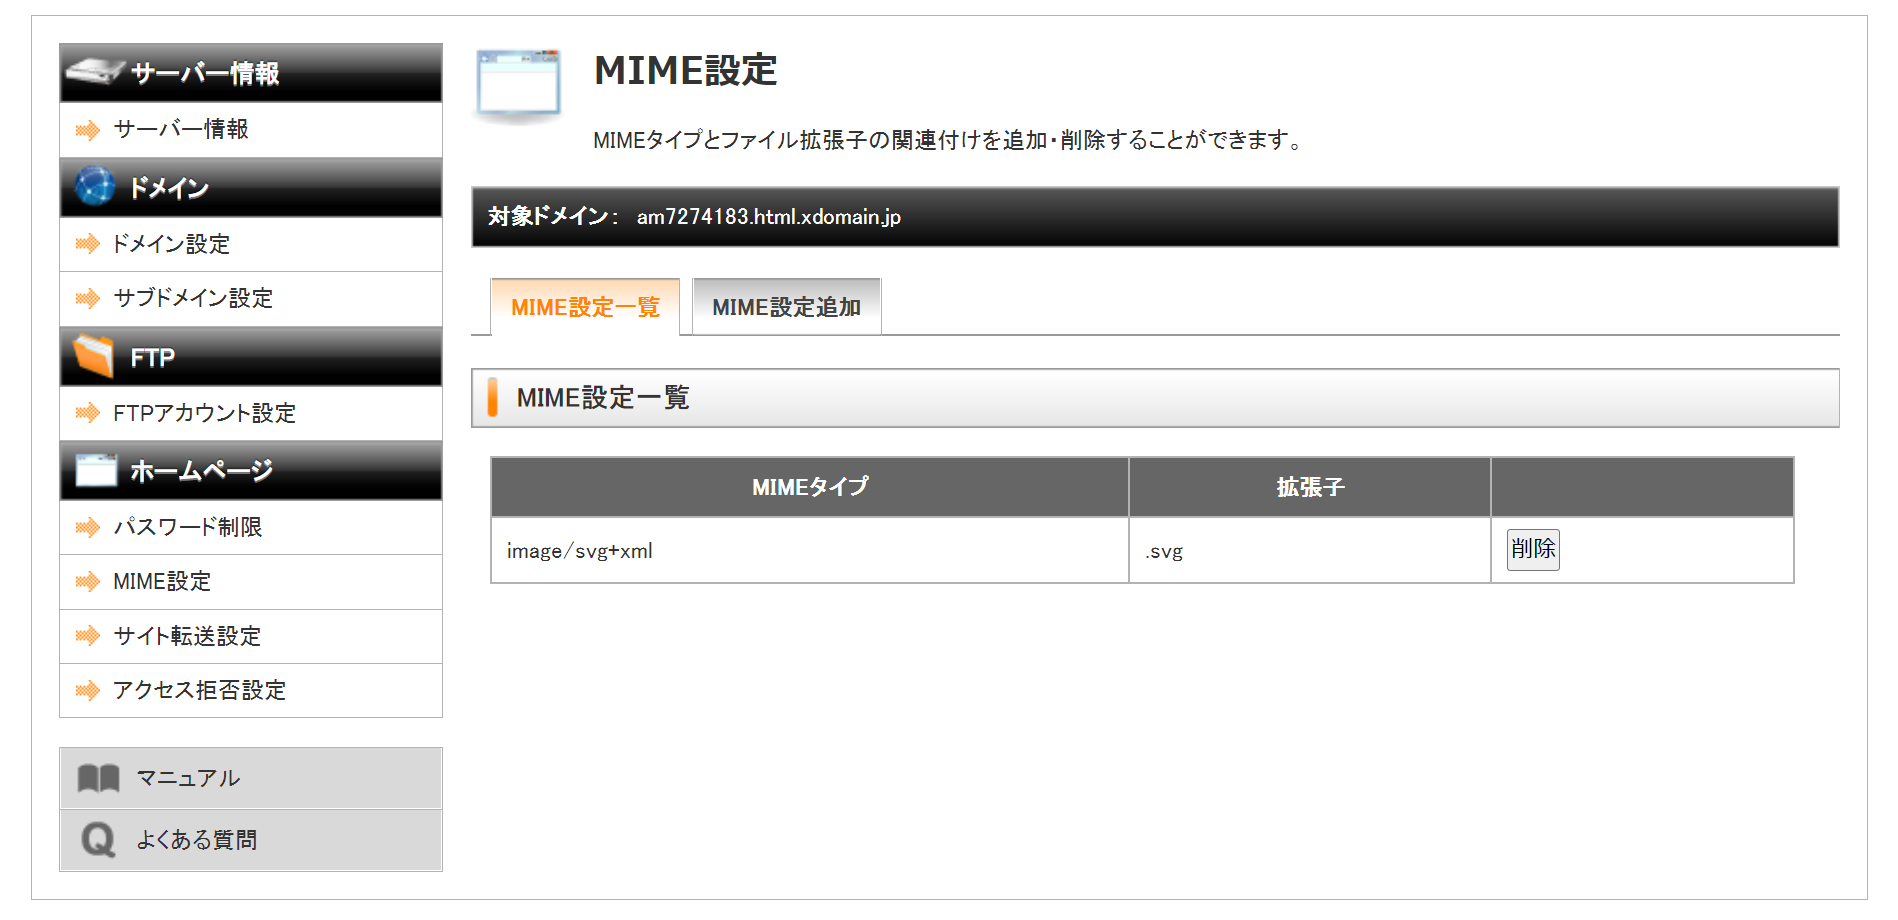 サーバー情報
サーバー情報
ドメイン
ドメイン設定
サブドメイン設定
FTP
FTPアカウント設定
ホームページ
パスワード制限
MIME設定
サイト転送設定
アクセス拒否設定
マニュアル
よくある質問
MIME設定
MIMEタイプとファイル拡張子の関連付けを追加・削除することができます。
対象ドメイン： am7274183.html.xdomain.jp
MIME設定一覧 MIME設定追加
MIME設定一覧
MIMEタイプ 拡張子
image/svg+xml .svg 削除